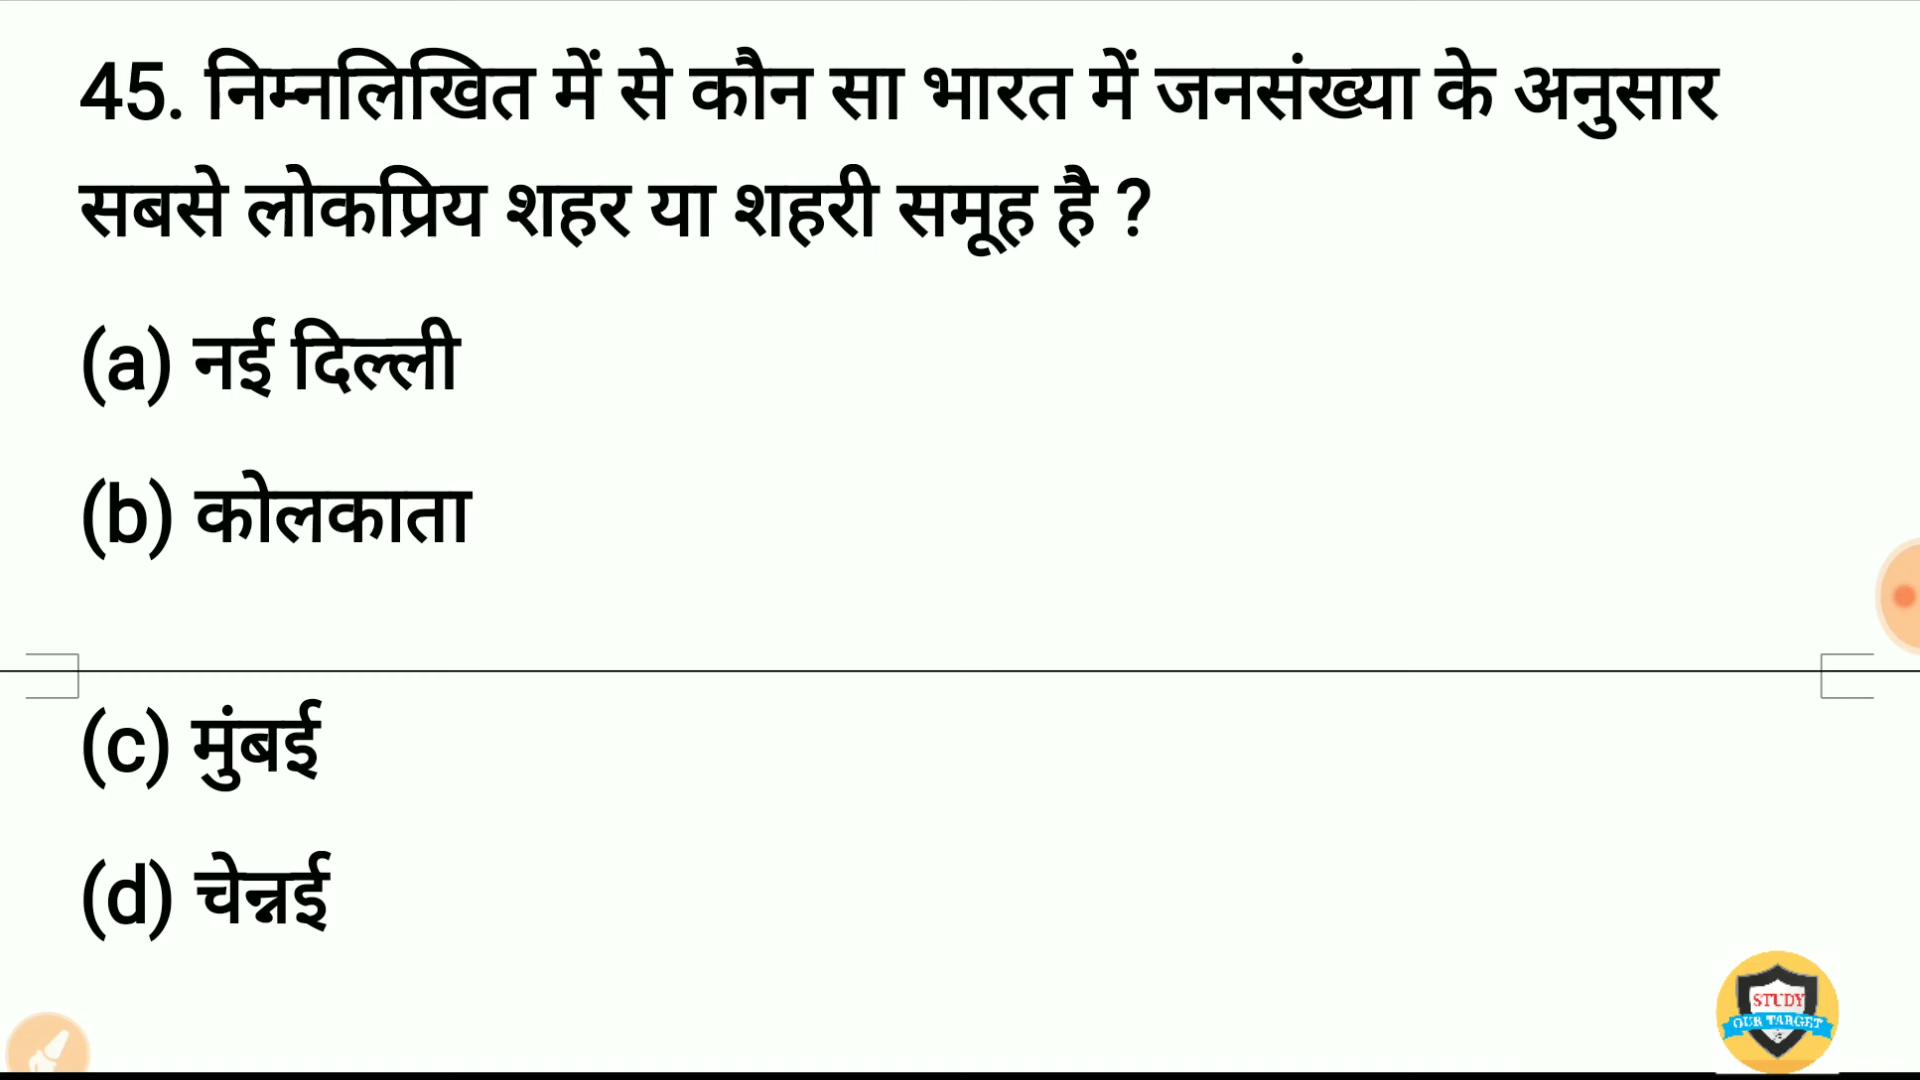 45. निम्नलिखित में से कौन सा भारत में जनसंख्या के अनुसार
सबसे लोकप्रिय शहर या शहरी समूह है ?
(a) नई दिल्ली
(b) कोलकाता
(c) मुंबई
(d) चेन्नई
STUDY
OUR TARGET